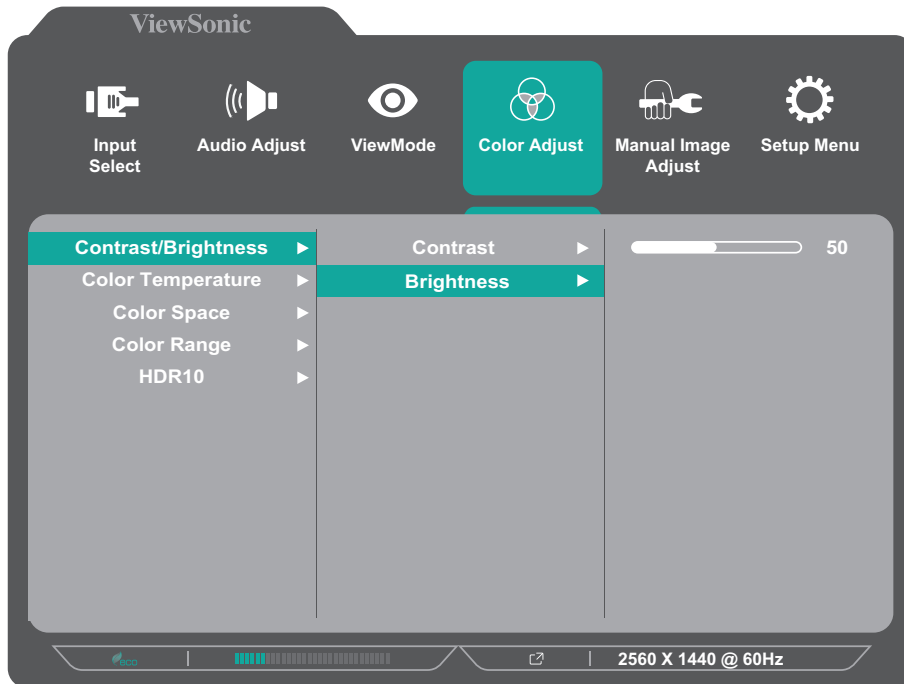 ViewSonic
Input
Select
Audio Adjust
ViewMode
Color Adjust
Manual Image
Adjust
Setup Menu
Contrast/Brightness
Color Temperature
Color Space
Color Range
HDR10
Contrast
Brightness
50
eco
2560 X 1440 @ 60Hz